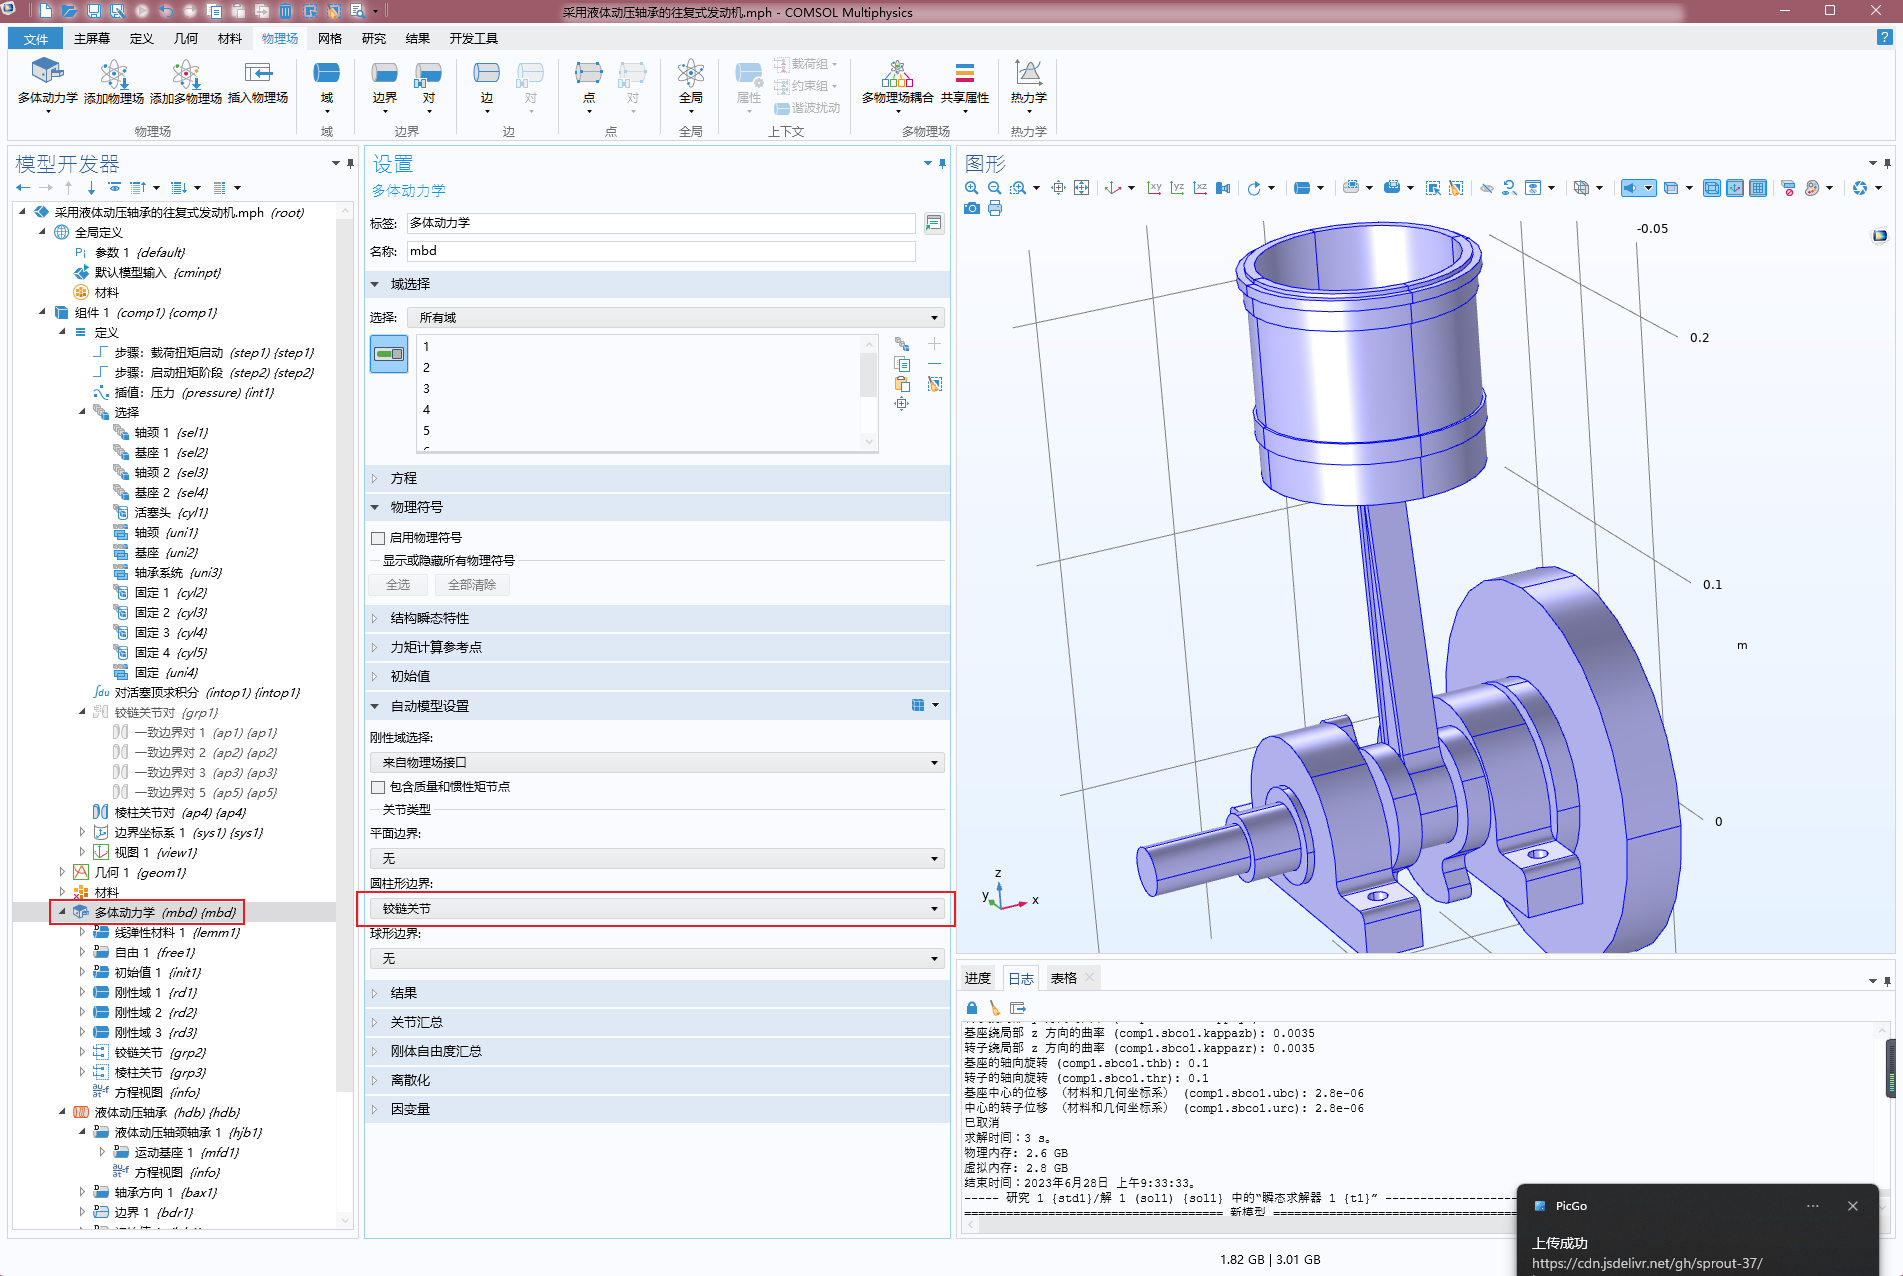 采用液体动压轴承的往复式发动机.mph - COMSOL Multiphysics
文件 主屏幕 定义 几何 材料 物理场 网格 研究 结果 开发工具
多体动力学 添加物理场 添加多物理场 插入物理场
物理场
域
域
边界 对
边界
边 对
边
点 对
点
全局
全局
属性
载荷组
约束组
谐波扰动
上下文
多物理场耦合 共享属性
多物理场
热力学
热力学
模型开发器
采用液体动压轴承的往复式发动机.mph (root)
全局定义
Pi 参数 1 {default}
默认模型输入 {cminpt}
材料
组件 1 (comp1) {comp1}
定义
步骤: 载荷扭矩启动 (step1) {step1}
步骤: 启动扭矩阶段 (step2) {step2}
插值: 压力 (pressure) {int1}
选择
轴颈 1 {sel1}
基座 1 {sel2}
轴颈 2 {sel3}
基座 2 {sel4}
活塞头 {cyl1}
轴颈 {uni1}
基座 {uni2}
轴承系统 {uni3}
固定 1 {cyl2}
固定 2 {cyl3}
固定 3 {cyl4}
固定 4 {cyl5}
固定 {uni4}
∫du 对活塞顶求积分 (intop1) {intop1}
铰链关节对 {grp1}
一致边界对 1 (ap1) {ap1}
一致边界对 2 (ap2) {ap2}
一致边界对 3 (ap3) {ap3}
一致边界对 5 (ap5) {ap5}
棱柱关节对 (ap4) {ap4}
边界坐标系 1 (sys1) {sys1}
视图 1 {view1}
几何 1 {geom1}
材料
多体动力学 (mbd) {mbd}
线弹性材料 1 {lemm1}
自由 1 {free1}
初始值 1 {init1}
刚性域 1 {rd1}
刚性域 2 {rd2}
刚性域 3 {rd3}
铰链关节 {grp2}
棱柱关节 {grp3}
方程视图 {info}
液体动压轴承 (hdb) {hdb}
液体动压轴颈轴承 1 {hjb1}
运动基座 1 {mfd1}
方程视图 {info}
轴承方向 1 {bax1}
边界 1 {bdr1}
设置
多体动力学
标签: 多体动力学
名称: mbd
域选择
选择: 所有域
1
2
3
4
5
方程
物理符号
启用物理符号
显示或隐藏所有物理符号
全选 全部清除
结构瞬态特性
力矩计算参考点
初始值
自动模型设置
刚性域选择:
来自物理场接口
包含质量和惯性矩节点
关节类型
平面边界:
无
圆柱形边界:
铰链关节
球形边界:
无
结果
关节汇总
刚体自由度汇总
离散化
因变量
图形
xy yz xz
-0.05
0.2
0.1
m
0
z
y x
进度 日志 表格
基座绕局部 z 方向的曲率 (comp1.sbco1.kappazb): 0.0035
转子绕局部 z 方向的曲率 (comp1.sbco1.kappazr): 0.0035
基座的轴向旋转 (comp1.sbco1.thb): 0.1
转子的轴向旋转 (comp1.sbco1.thr): 0.1
基座中心的位移 （材料和几何坐标系） (comp1.sbco1.ubc): 2.8e-06
中心的转子位移 （材料和几何坐标系） (comp1.sbco1.urc): 2.8e-06
已取消
求解时间：3 s。
物理内存: 2.6 GB
虚拟内存: 2.8 GB
结束时间：2023年6月28日 上午9:33:33。
----- 研究 1 {std1}/解 1 (sol1) {sol1} 中的“瞬态求解器 1 {t1}” -----
===== 新模型 =====
1.82 GB | 3.01 GB
PicGo
上传成功
https://cdn.jsdelivr.net/gh/sprout-37/